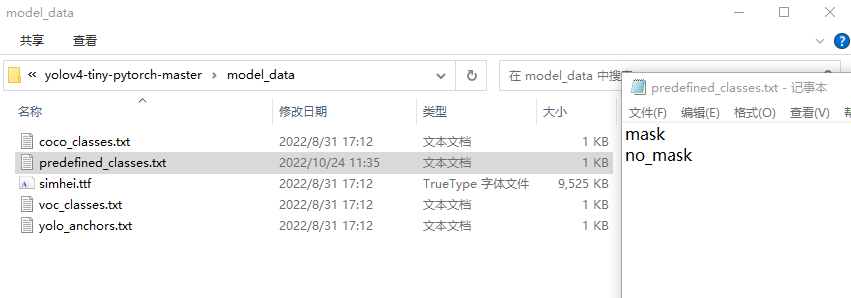 model_data
共享 查看
« yolov4-tiny-pytorch-master › model_data
在 model_data 中搜索
名称 修改日期 类型 大小
coco_classes.txt 2022/8/31 17:12 文本文档 1 KB
predefined_classes.txt 2022/10/24 11:35 文本文档 1 KB
simhei.ttf 2022/8/31 17:12 TrueType 字体文件 9,525 KB
voc_classes.txt 2022/8/31 17:12 文本文档 1 KB
yolo_anchors.txt 2022/8/31 17:12 文本文档 1 KB
predefined_classes.txt - 记事本
文件(F) 编辑(E) 格式(O) 查看(V)
mask
no_mask